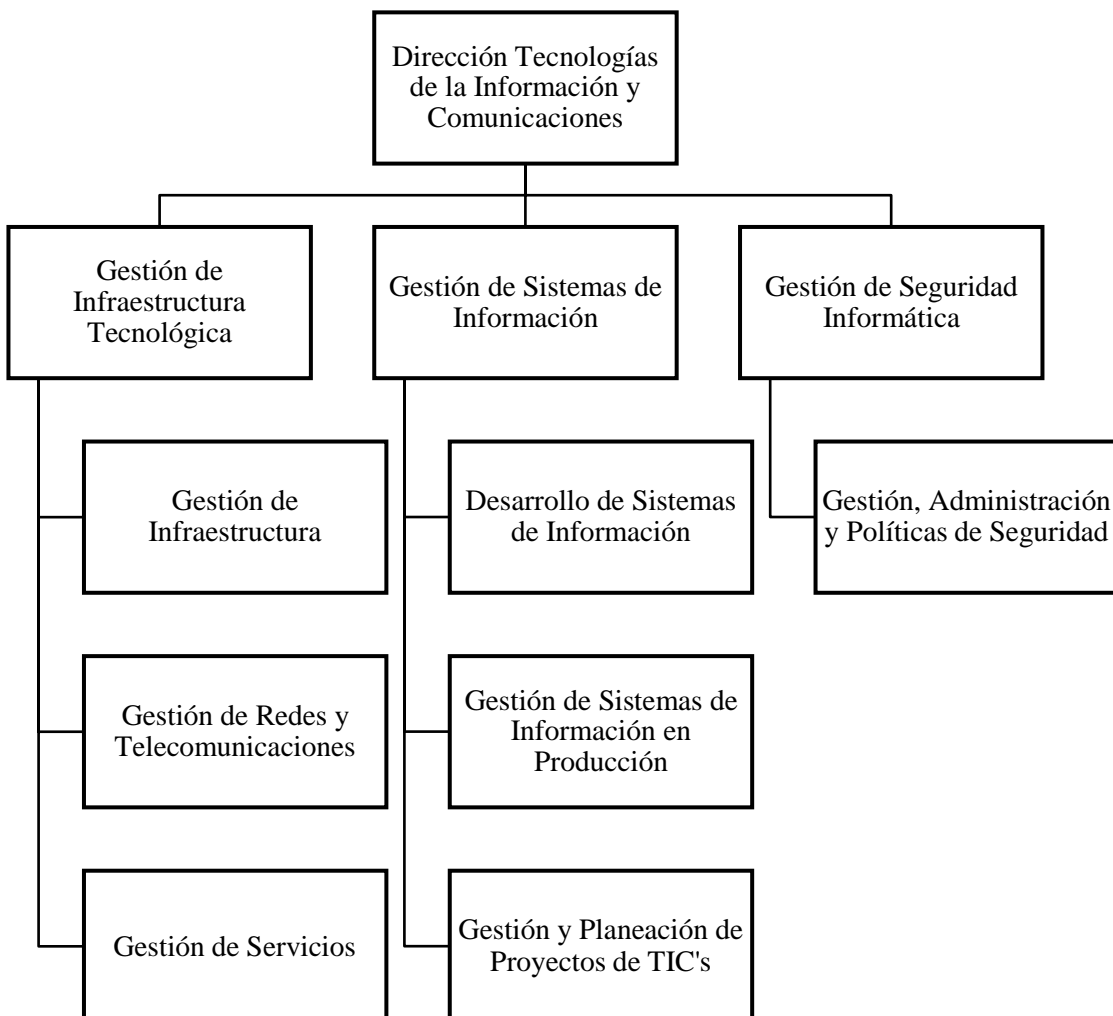 Dirección Tecnologías
de la Información y
Comunicaciones
Gestión de
Infraestructura
Tecnológica
Gestión de Sistemas de
Información
Gestión de Seguridad
Informática
Gestión de
Infraestructura
Desarrollo de Sistemas
de Información
Gestión, Administración
y Políticas de Seguridad
Gestión de Redes y
Telecomunicaciones
Gestión de Sistemas de
Información en
Producción
Gestión de Servicios
Gestión y Planeación de
Proyectos de TIC's